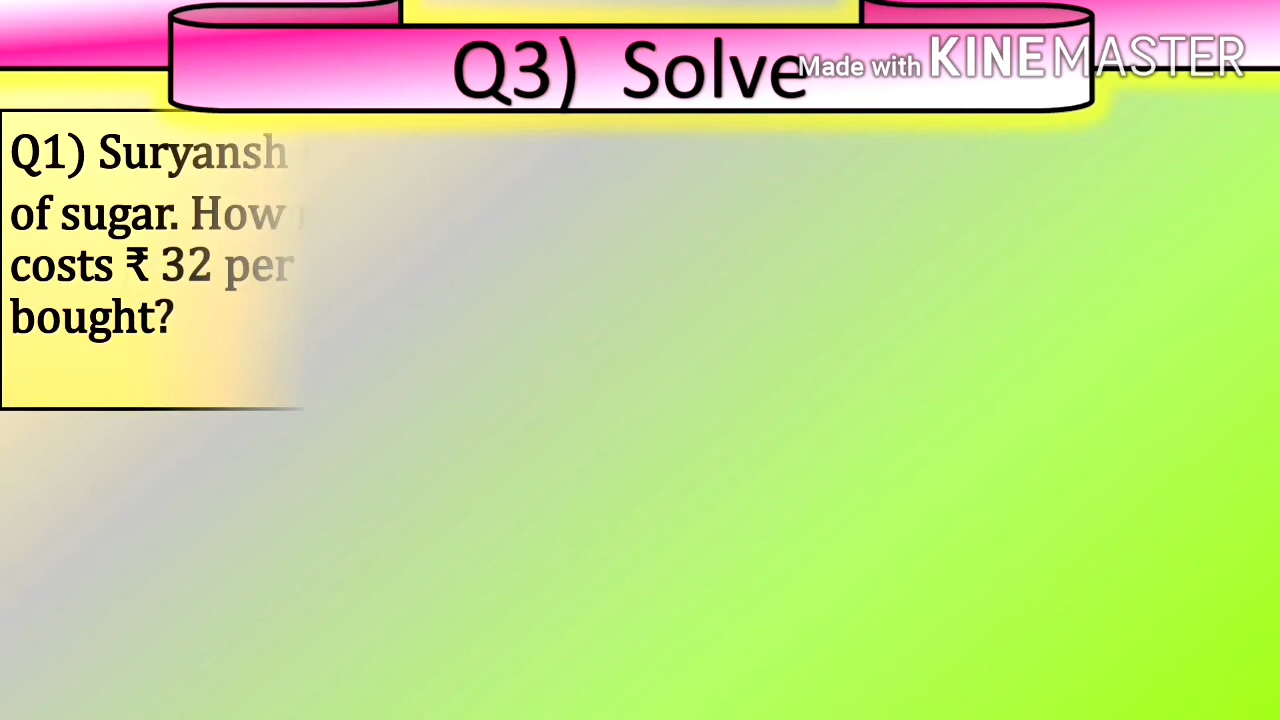 Q3) Solve
Made with KINEMASTER
Q1) Suryansh
of sugar. How
costs ₹ 32 per
bought?